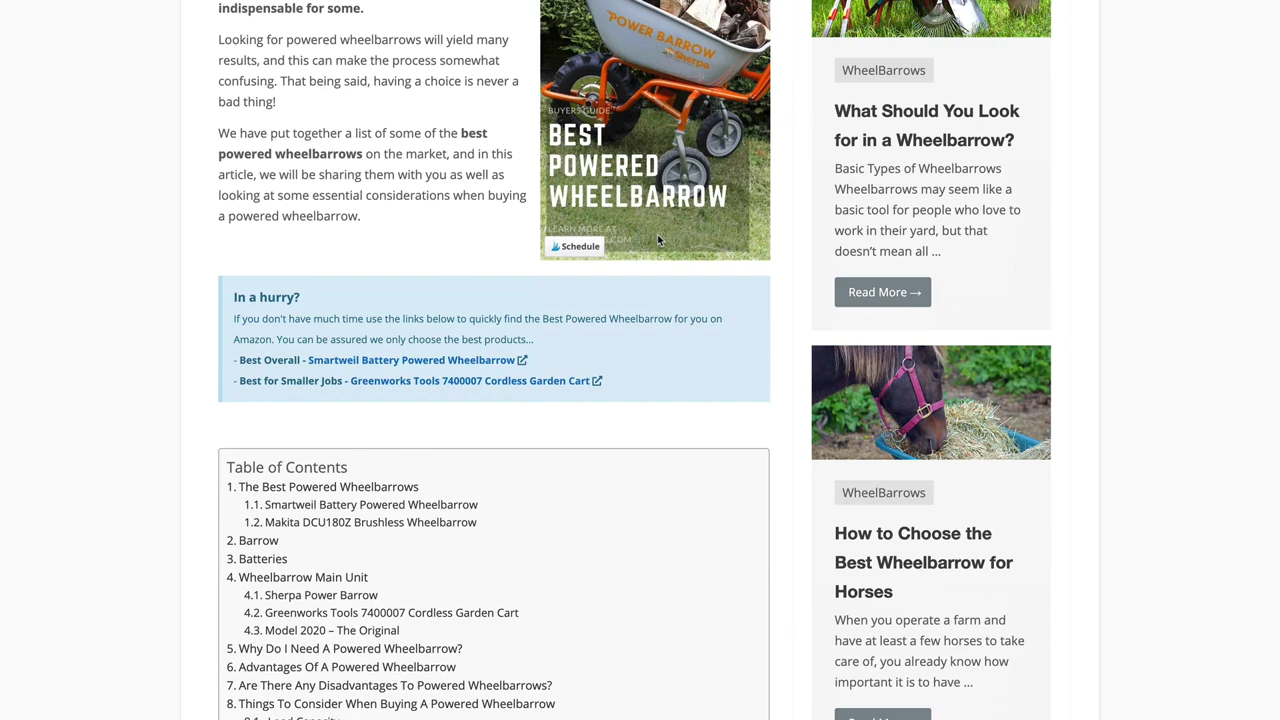 indispensable for some.
Looking for powered wheelbarrows will yield many
results, and this can make the process somewhat
confusing. That being said, having a choice is never a
bad thing!
We have put together a list of some of the best
powered wheelbarrows on the market, and in this
article, we will be sharing them with you as well as
looking at some essential considerations when buying
a powered wheelbarrow.
POWER BARROW
Sherpa
BUYERS GUIDE:
BEST
POWERED
WHEELBARROW
LEARN MORE AT
.COM
Schedule
In a hurry?
If you don't have much time use the links below to quickly find the Best Powered Wheelbarrow for you on
Amazon. You can be assured we only choose the best products...
- Best Overall - Smartweil Battery Powered Wheelbarrow
- Best for Smaller Jobs - Greenworks Tools 7400007 Cordless Garden Cart
Table of Contents
1. The Best Powered Wheelbarrows
1.1. Smartweil Battery Powered Wheelbarrow
1.2. Makita DCU180Z Brushless Wheelbarrow
2. Barrow
3. Batteries
4. Wheelbarrow Main Unit
4.1. Sherpa Power Barrow
4.2. Greenworks Tools 7400007 Cordless Garden Cart
4.3. Model 2020 – The Original
5. Why Do I Need A Powered Wheelbarrow?
6. Advantages Of A Powered Wheelbarrow
7. Are There Any Disadvantages To Powered Wheelbarrows?
8. Things To Consider When Buying A Powered Wheelbarrow
8.1. Load Capacity
WheelBarrows
What Should You Look
for in a Wheelbarrow?
Basic Types of Wheelbarrows
Wheelbarrows may seem like a
basic tool for people who love to
work in their yard, but that
doesn't mean all ...
Read More →
WheelBarrows
How to Choose the
Best Wheelbarrow for
Horses
When you operate a farm and
have at least a few horses to take
care of, you already know how
important it is to have ...
Read More